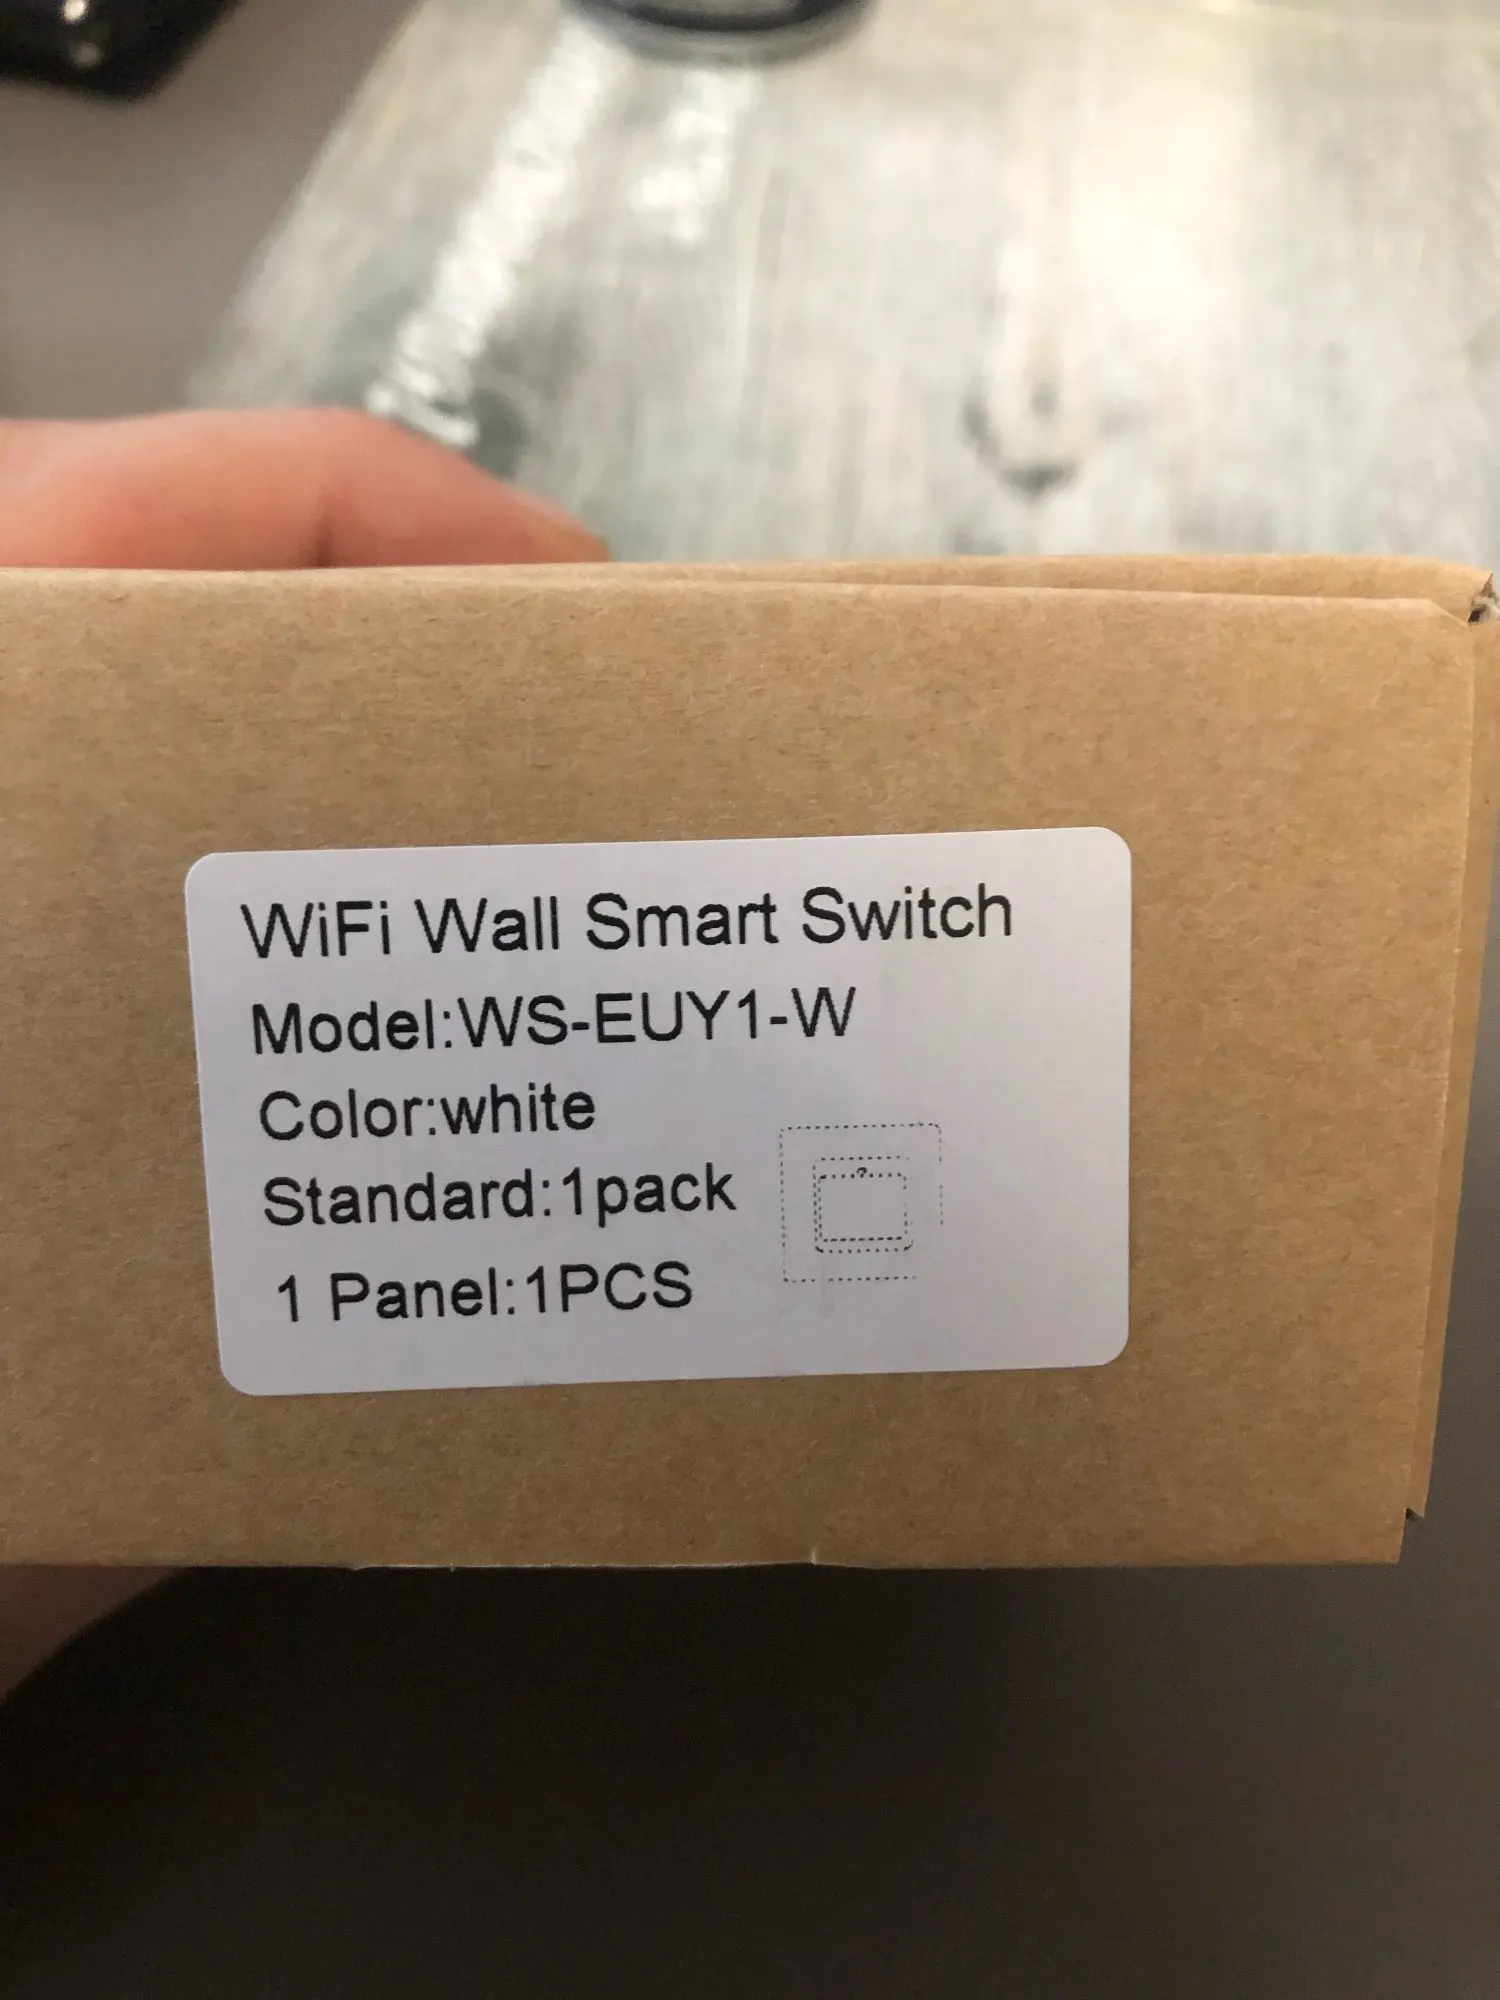 WiFi Wall Smart Switch
Model:WS-EUY1-W
Color:white
Standard:1pack
1 Panel:1PCS